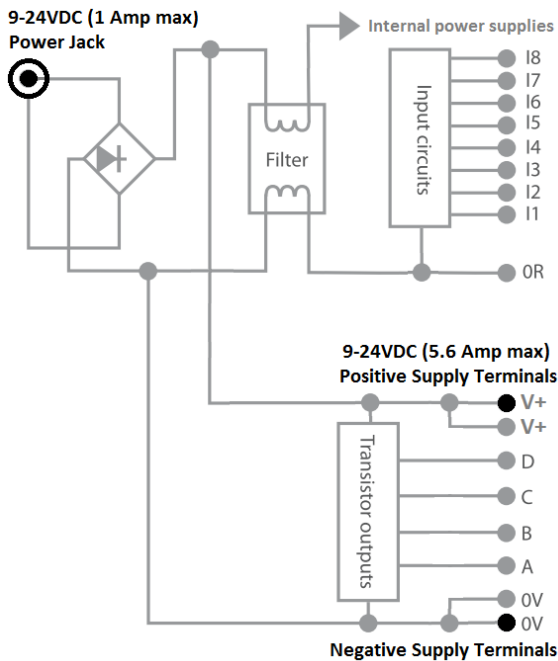 9-24VDC (1 Amp max)
Power Jack
Internal power supplies
Filter
Input circuits
I8
I7
I6
I5
I4
I3
I2
I1
0R
9-24VDC (5.6 Amp max)
Positive Supply Terminals
V+
V+
Transistor outputs
D
C
B
A
0V
0V
Negative Supply Terminals